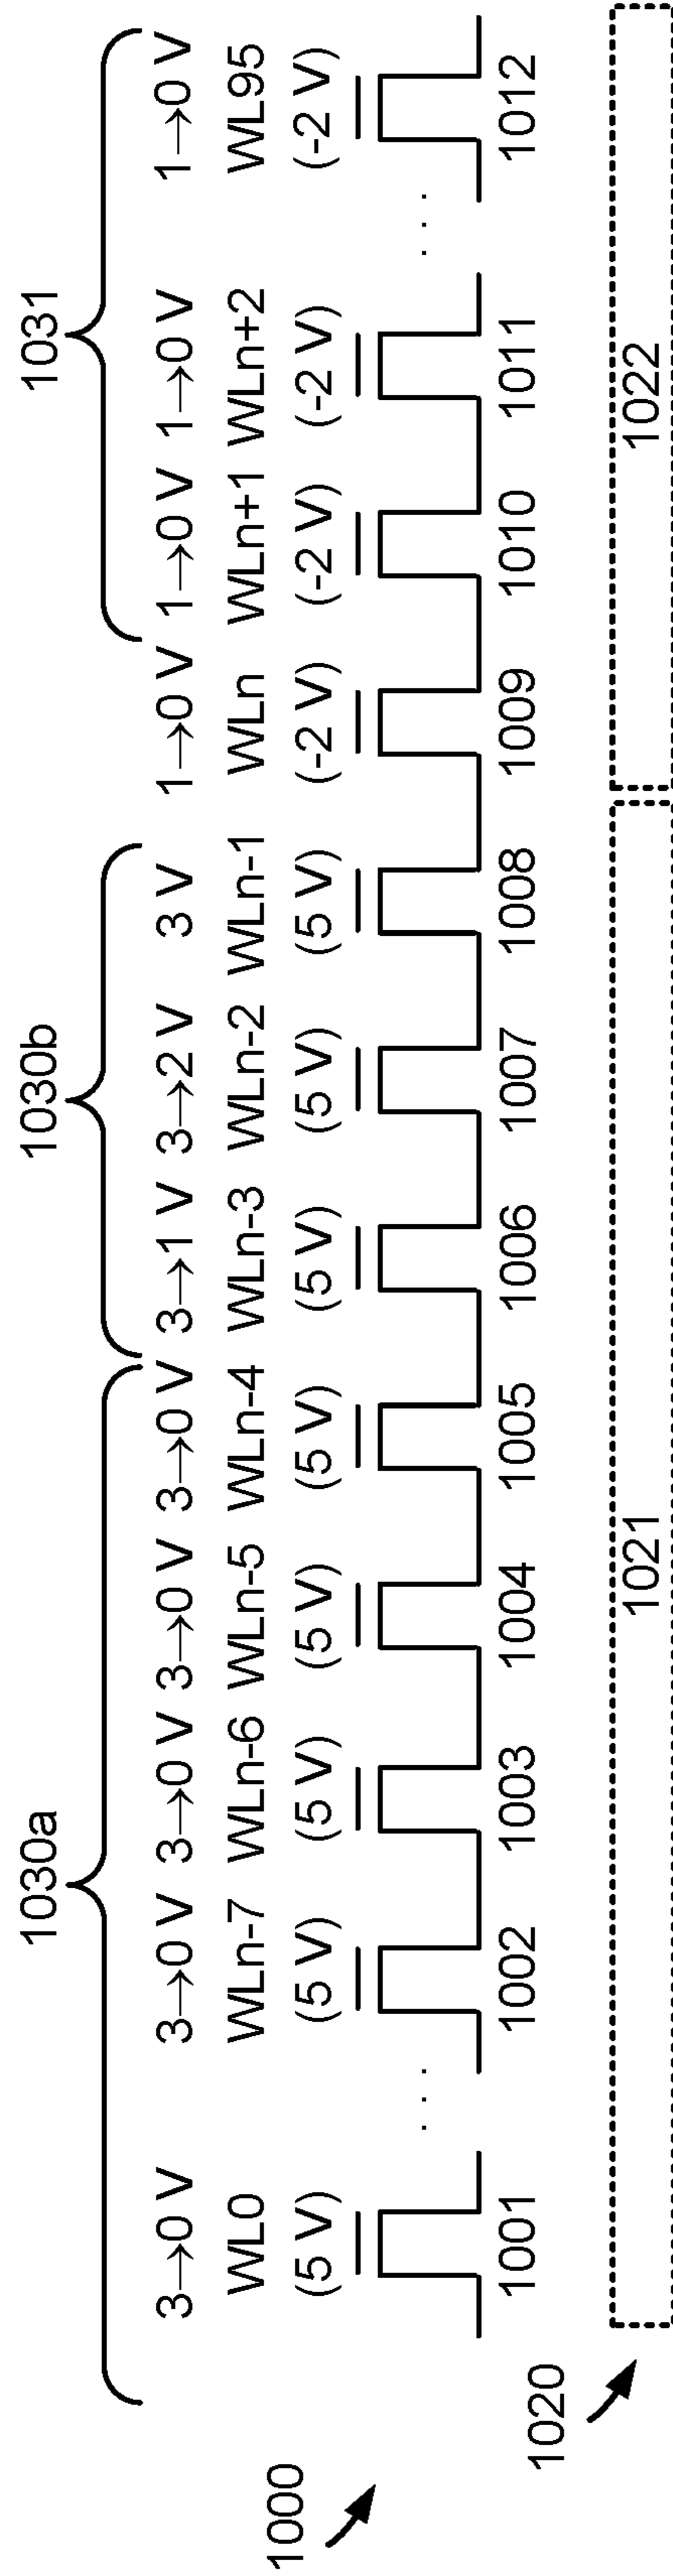 1030a 1030b 1031
3→0 V 3→0 V 3→0 V 3→0 V 3→0 V 3→1 V 3→2 V 3 V 1→0 V 1→0 V 1→0 V 1→0 V
WL0 WLn-7 WLn-6 WLn-5 WLn-4 WLn-3 WLn-2 WLn-1 WLn WLn+1 WLn+2 WL95
(5 V) (5 V) (5 V) (5 V) (5 V) (5 V) (5 V) (5 V) (-2 V) (-2 V) (-2 V) (-2 V)
1000
. . . . . .
1001 1002 1003 1004 1005 1006 1007 1008 1009 1010 1011 1012
1020
1021 1022